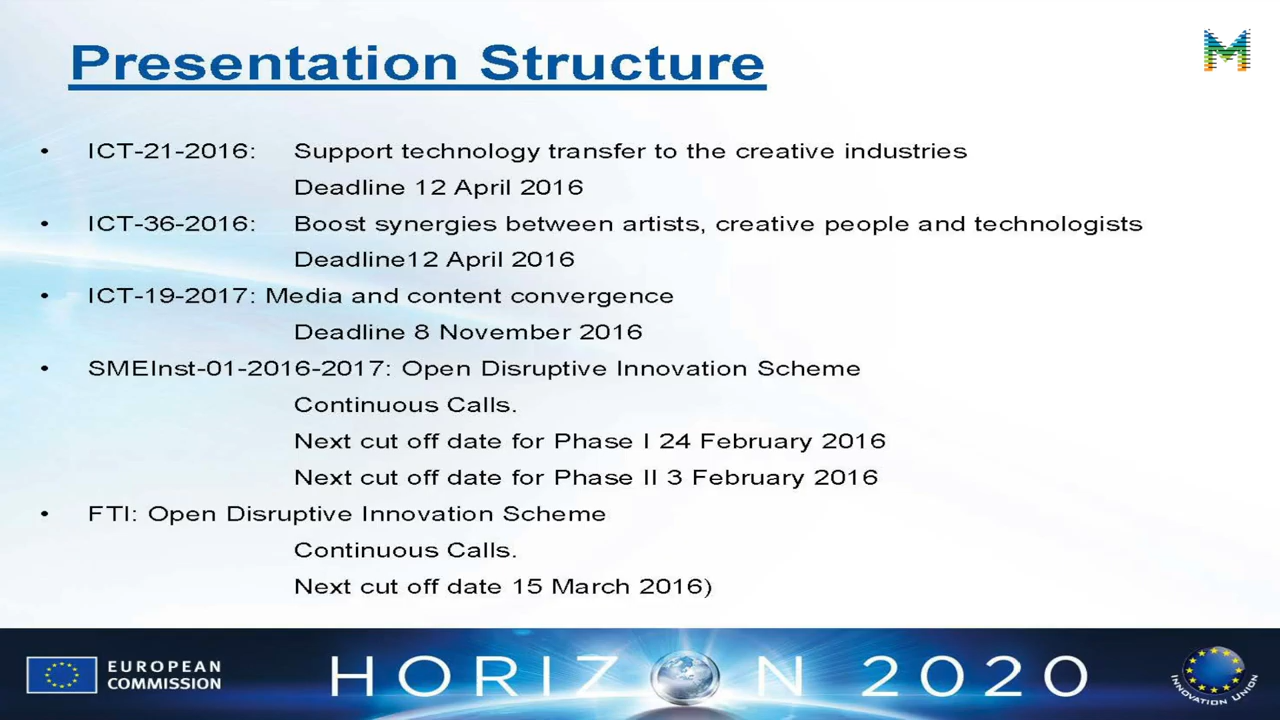 Presentation Structure
• ICT-21-2016: Support technology transfer to the creative industries
Deadline 12 April 2016
• ICT-36-2016: Boost synergies between artists, creative people and technologists
Deadline12 April 2016
• ICT-19-2017: Media and content convergence
Deadline 8 November 2016
• SMEInst-01-2016-2017: Open Disruptive Innovation Scheme
Continuous Calls.
Next cut off date for Phase I 24 February 2016
Next cut off date for Phase II 3 February 2016
• FTI: Open Disruptive Innovation Scheme
Continuous Calls.
Next cut off date 15 March 2016)
EUROPEAN
COMMISSION
HORIZON 2020
INNOVATION UNION